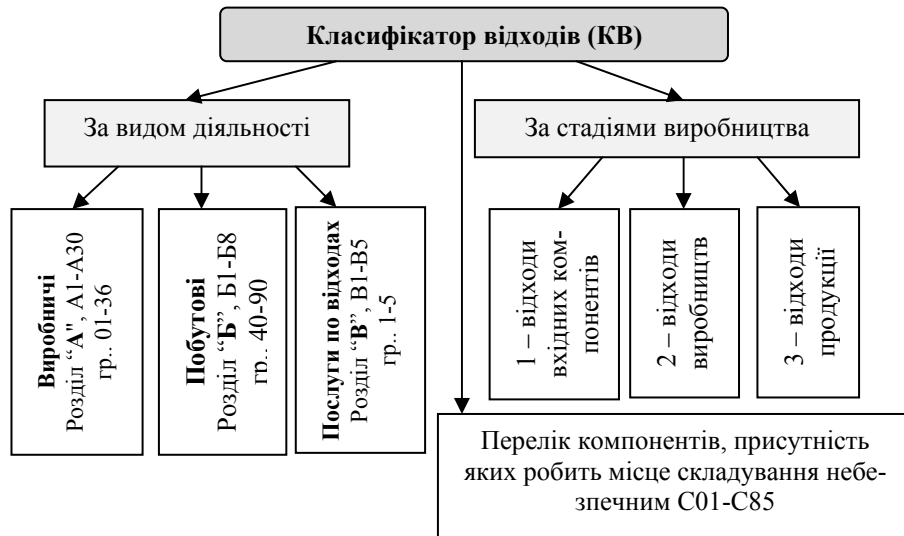 Класифікатор відходів (КВ)
За видом діяльності
За стадіями виробництва
Виробничі
Розділ “А", А1-А30
гр.. 01-36
Побутові
Розділ “Б”, Б1-Б8
гр.. 40-90
Послуги по відходах
Розділ “В”, В1-В5
гр.. 1-5
1 – відходи
вхідних ком-
понентів
2 – відходи
виробництв
3 – відходи
продукції
Перелік компонентів, присутність
яких робить місце складування небе-
зпечним С01-С85